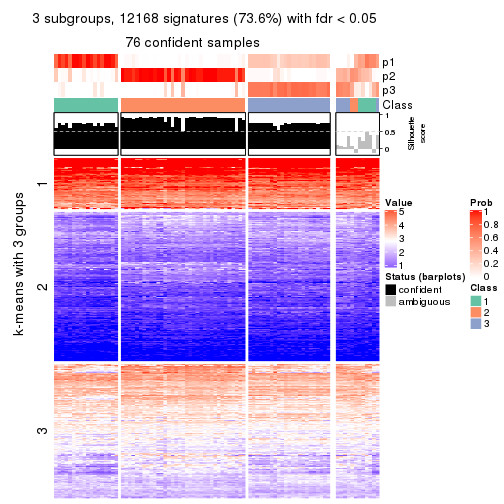 3 subgroups, 12168 signatures (73.6%) with fdr < 0.05
76 confident samples
p1
p2
p3
Class
1
0.5
0
Silhouette
score
k-means with 3 groups
1
2
3
Value
5
4
3
2
1
Status (barplots)
confident
ambiguous
Prob
1
0.8
0.6
0.4
0.2
0
Class
1
2
3